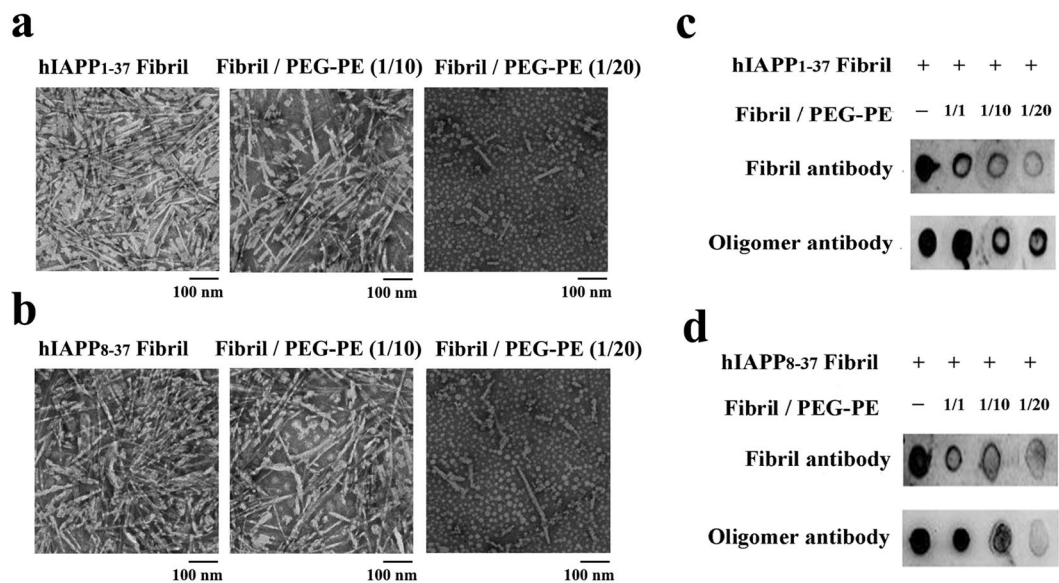 a
hIAPP1-37 Fibril Fibril / PEG-PE (1/10) Fibril / PEG-PE (1/20)
100 nm 100 nm 100 nm
b
hIAPP8-37 Fibril Fibril / PEG-PE (1/10) Fibril / PEG-PE (1/20)
100 nm 100 nm 100 nm
c
hIAPP1-37 Fibril + + + +
Fibril / PEG-PE – 1/1 1/10 1/20
Fibril antibody
Oligomer antibody
d
hIAPP8-37 Fibril + + + +
Fibril / PEG-PE – 1/1 1/10 1/20
Fibril antibody
Oligomer antibody